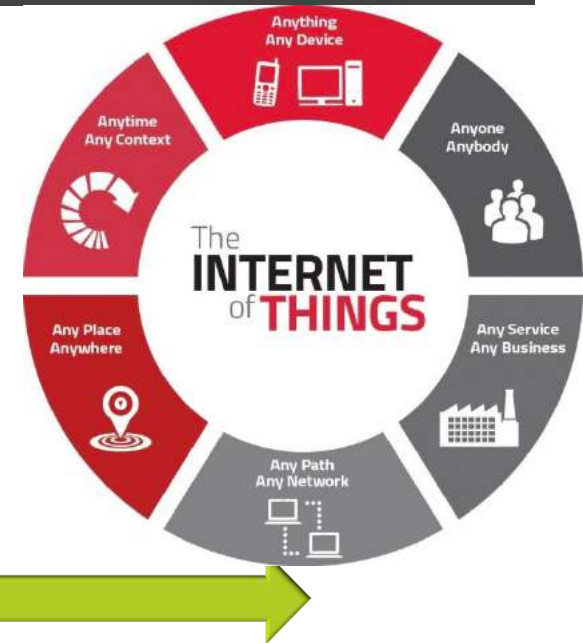 Anything
Any Device
Anyone
Anybody
Any Service
Any Business
Any Path
Any Network
Any Place
Anywhere
Anytime
Any Context
The
INTERNET
of THINGS